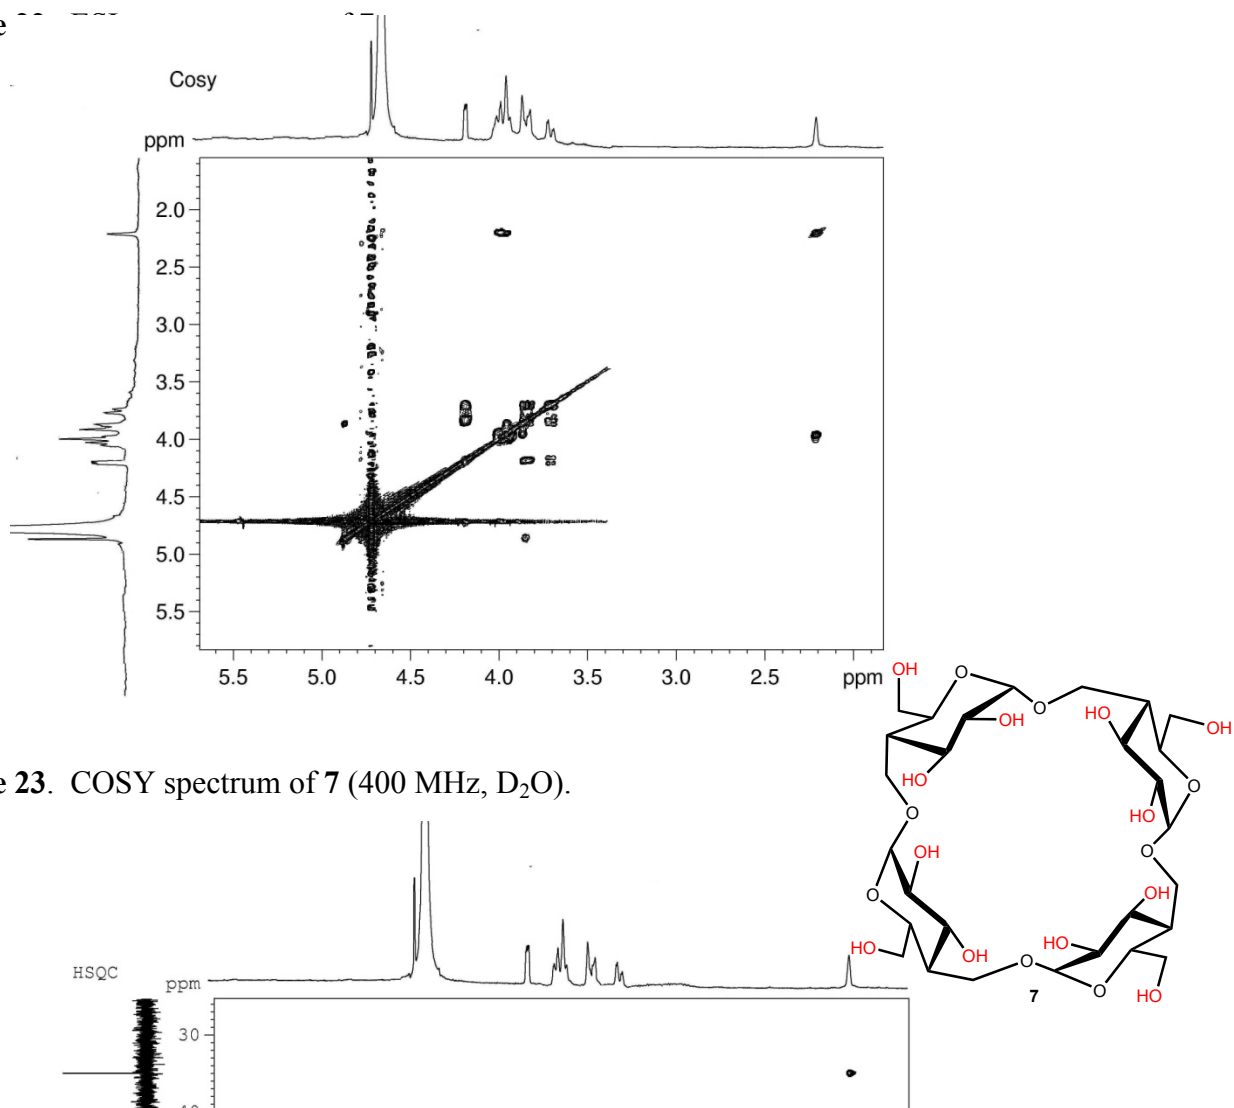 Cosy
ppm
2.0
2.5
3.0
3.5
4.0
4.5
5.0
5.5
5.5 5.0 4.5 4.0 3.5 3.0 2.5 ppm
e 23. COSY spectrum of 7 (400 MHz, D₂O).
OH
O
OH
O
HO
OH
HO
O
O
HO
O
OH
O
OH
HO
OH
HO
O
O
HO
7
HSQC
ppm
30